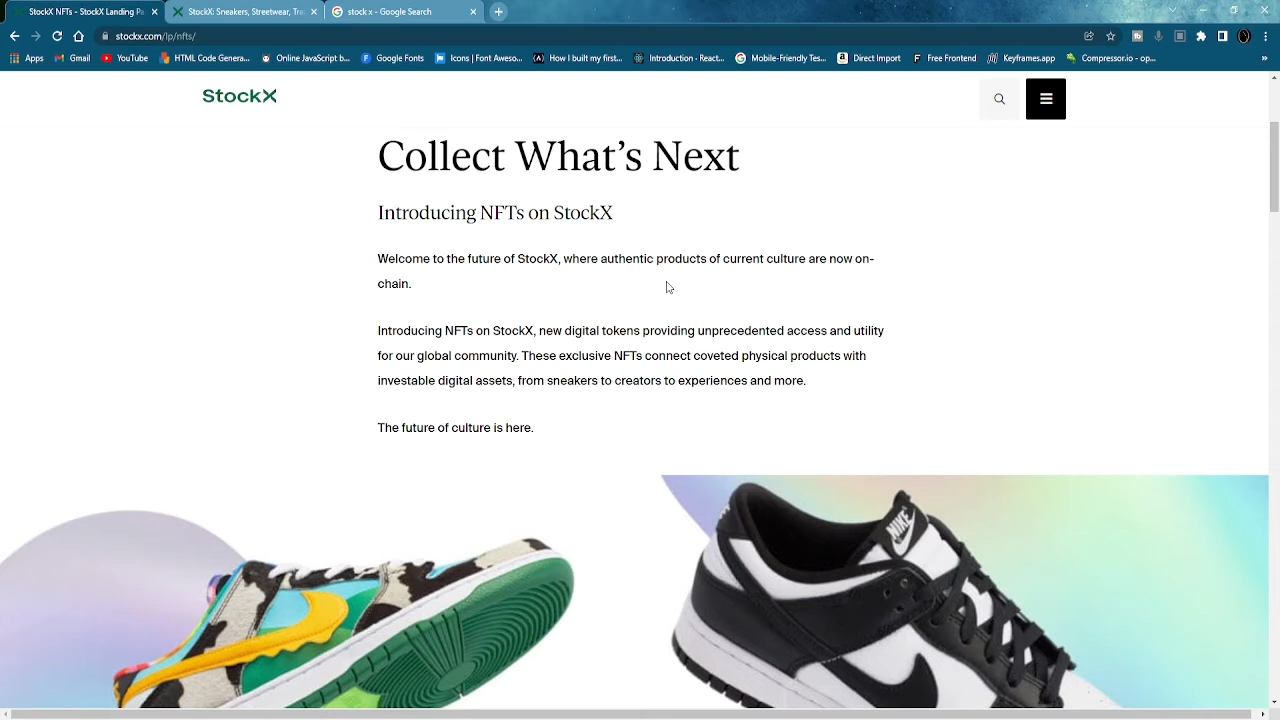 StockX NFTs - StockX Landing Pa
StockX: Sneakers, Streetwear, Tra
stock x - Google Search
stockx.com/lp/nfts/
Apps
Gmail
YouTube
HTML Code Genera...
Online JavaScript b...
Google Fonts
Icons | Font Aweso...
How I built my first...
Introduction - React...
Mobile-Friendly Tes...
Direct Import
Free Frontend
Keyframes.app
Compressor.io - op...
StockX
Collect What's Next
Introducing NFTs on StockX
Welcome to the future of StockX, where authentic products of current culture are now on-
chain.
Introducing NFTs on StockX, new digital tokens providing unprecedented access and utility
for our global community. These exclusive NFTs connect coveted physical products with
investable digital assets, from sneakers to creators to experiences and more.
The future of culture is here.
NIKE